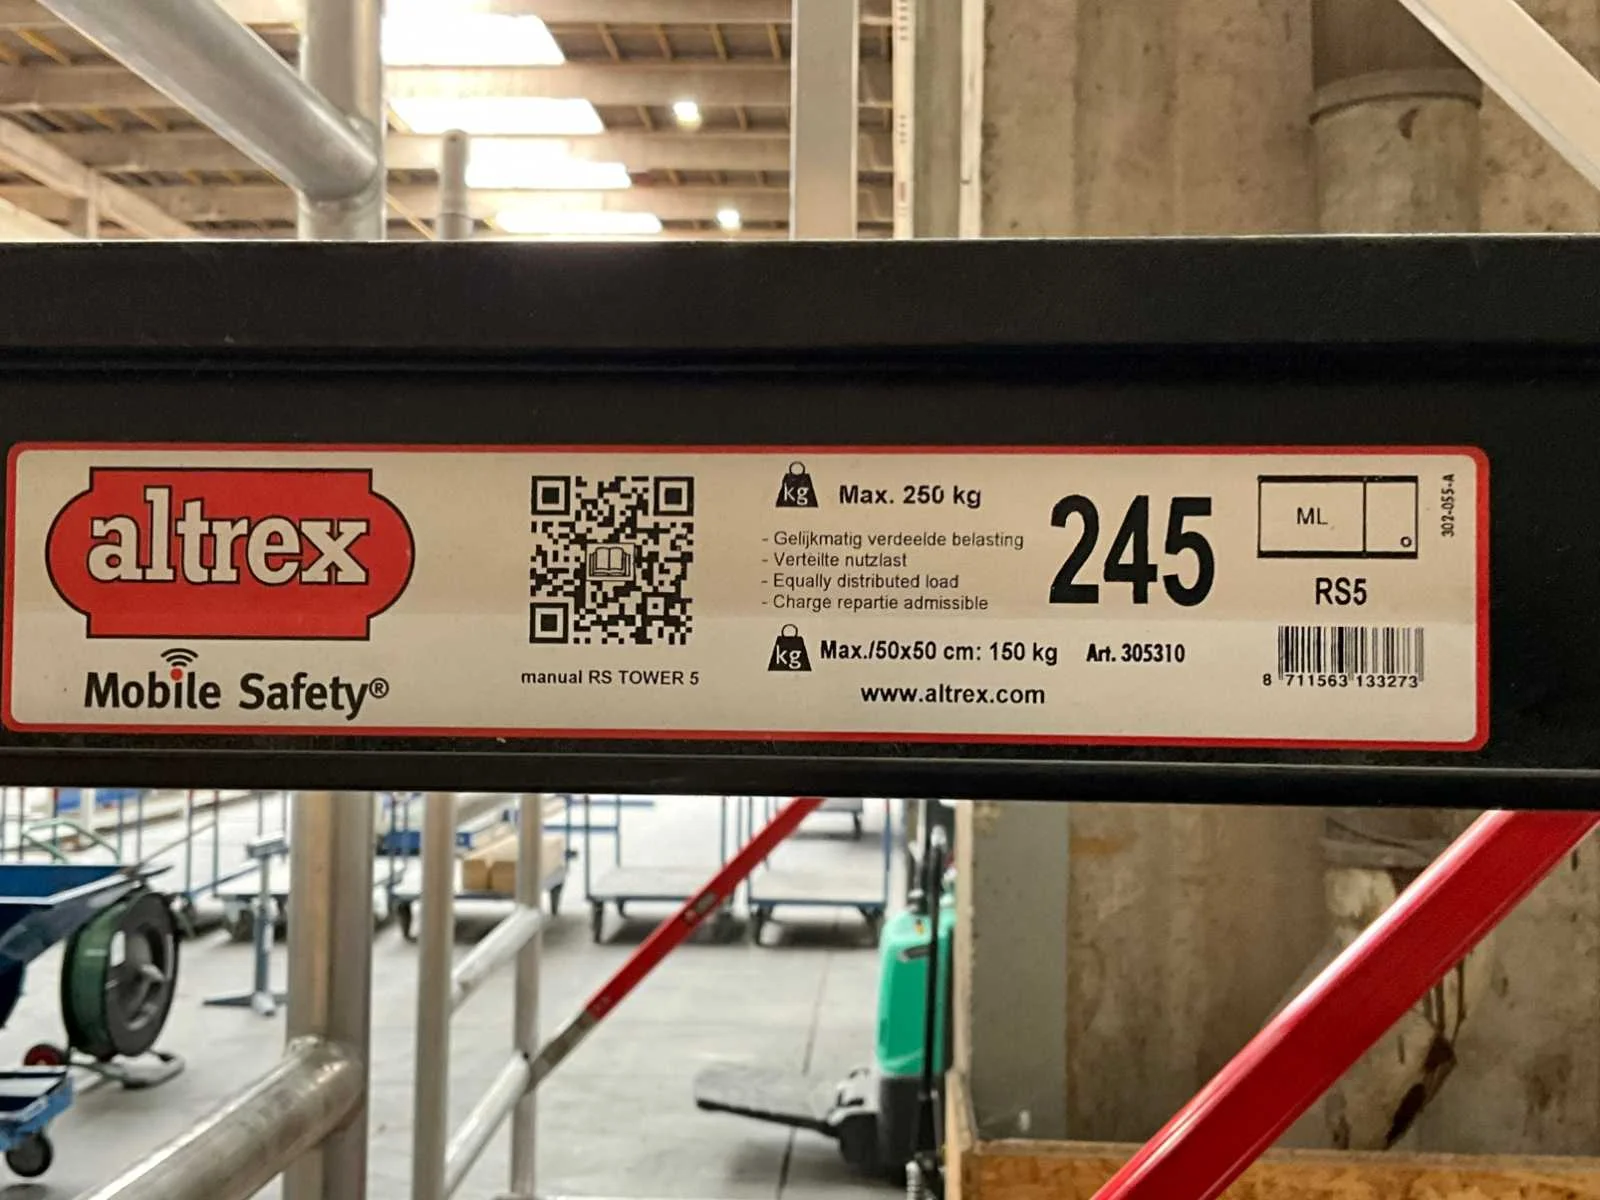 altrex
Mobile Safety®
manual RS TOWER 5
kg Max. 250 kg
- Gelijkmatig verdeelde belasting
- Verteilte nutzlast
- Equally distributed load
- Charge repartie admissible
kg Max./50x50 cm: 150 kg
www.altrex.com
245
Art. 305310
ML
RS5
8 711563 133273
302-055-A